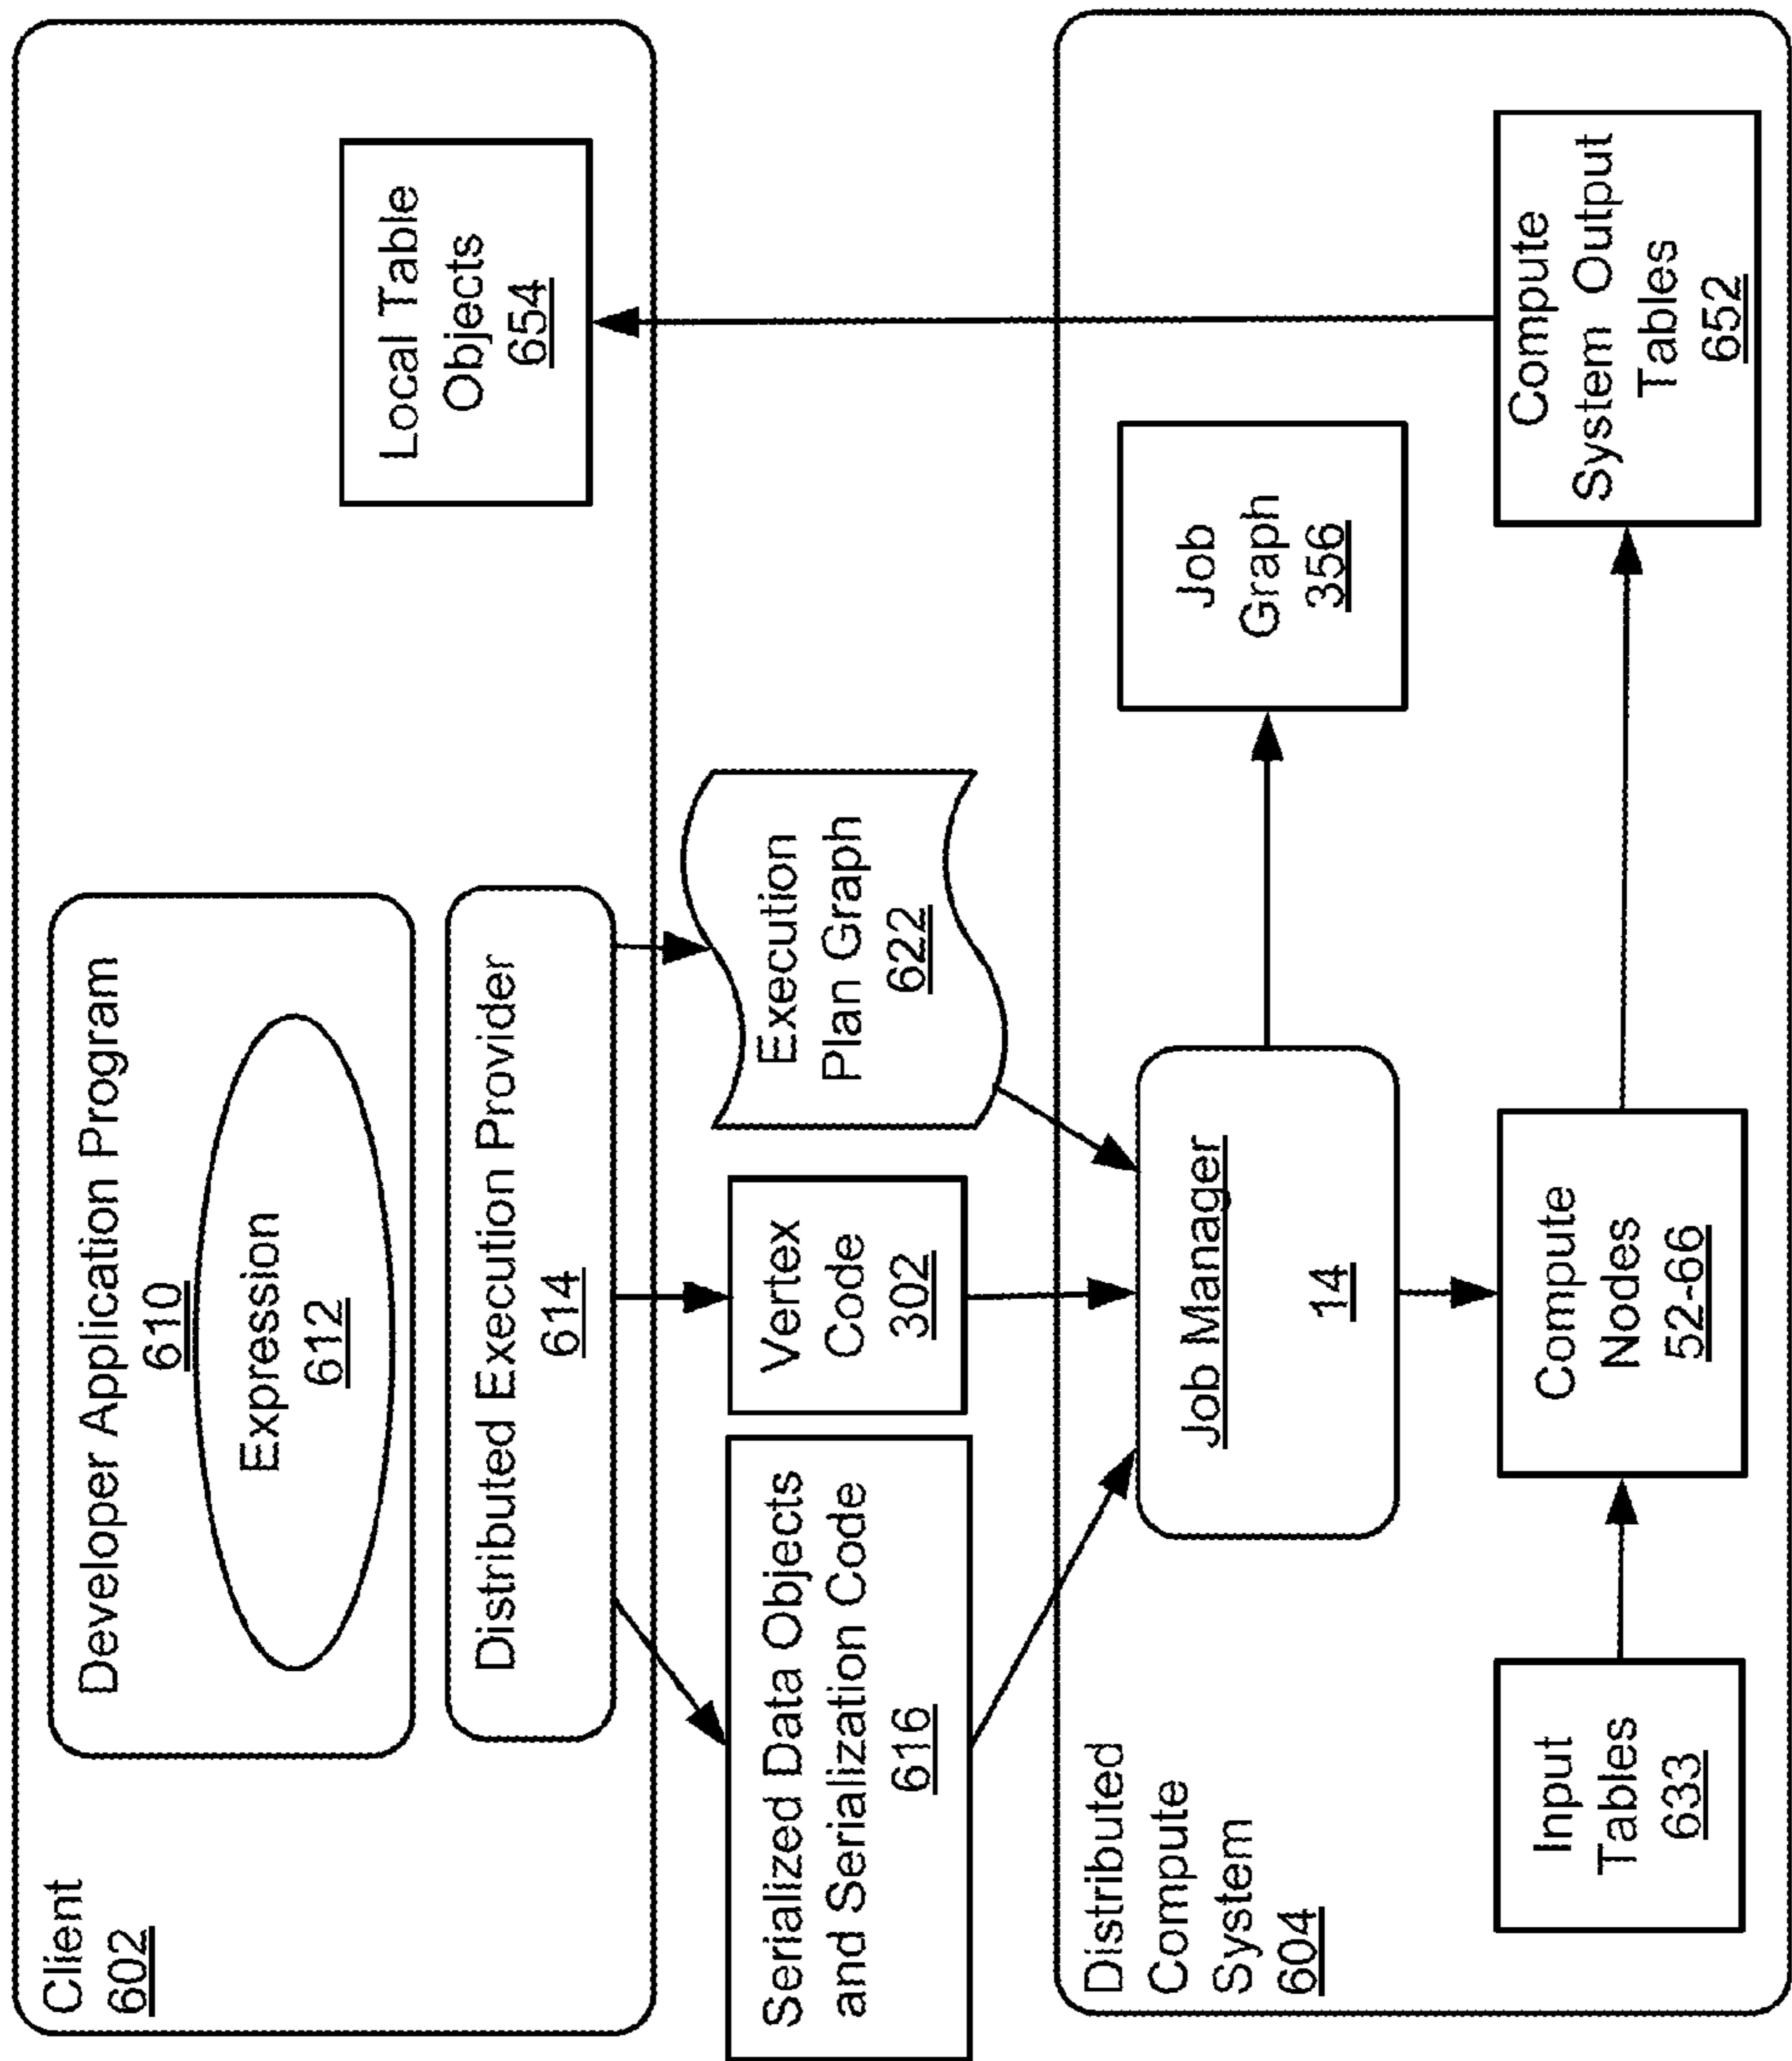 Client
602
Developer Application Program
610
Expression
612
Distributed Execution Provider
614
Local Table
Objects
654
Serialized Data Objects
and Serialization Code
616
Vertex
Code
302
Execution
Plan Graph
622
Distributed
Compute
System
604
Job Manager
14
Job
Graph
356
Input
Tables
633
Compute
Nodes
52-66
Compute
System Output
Tables
652